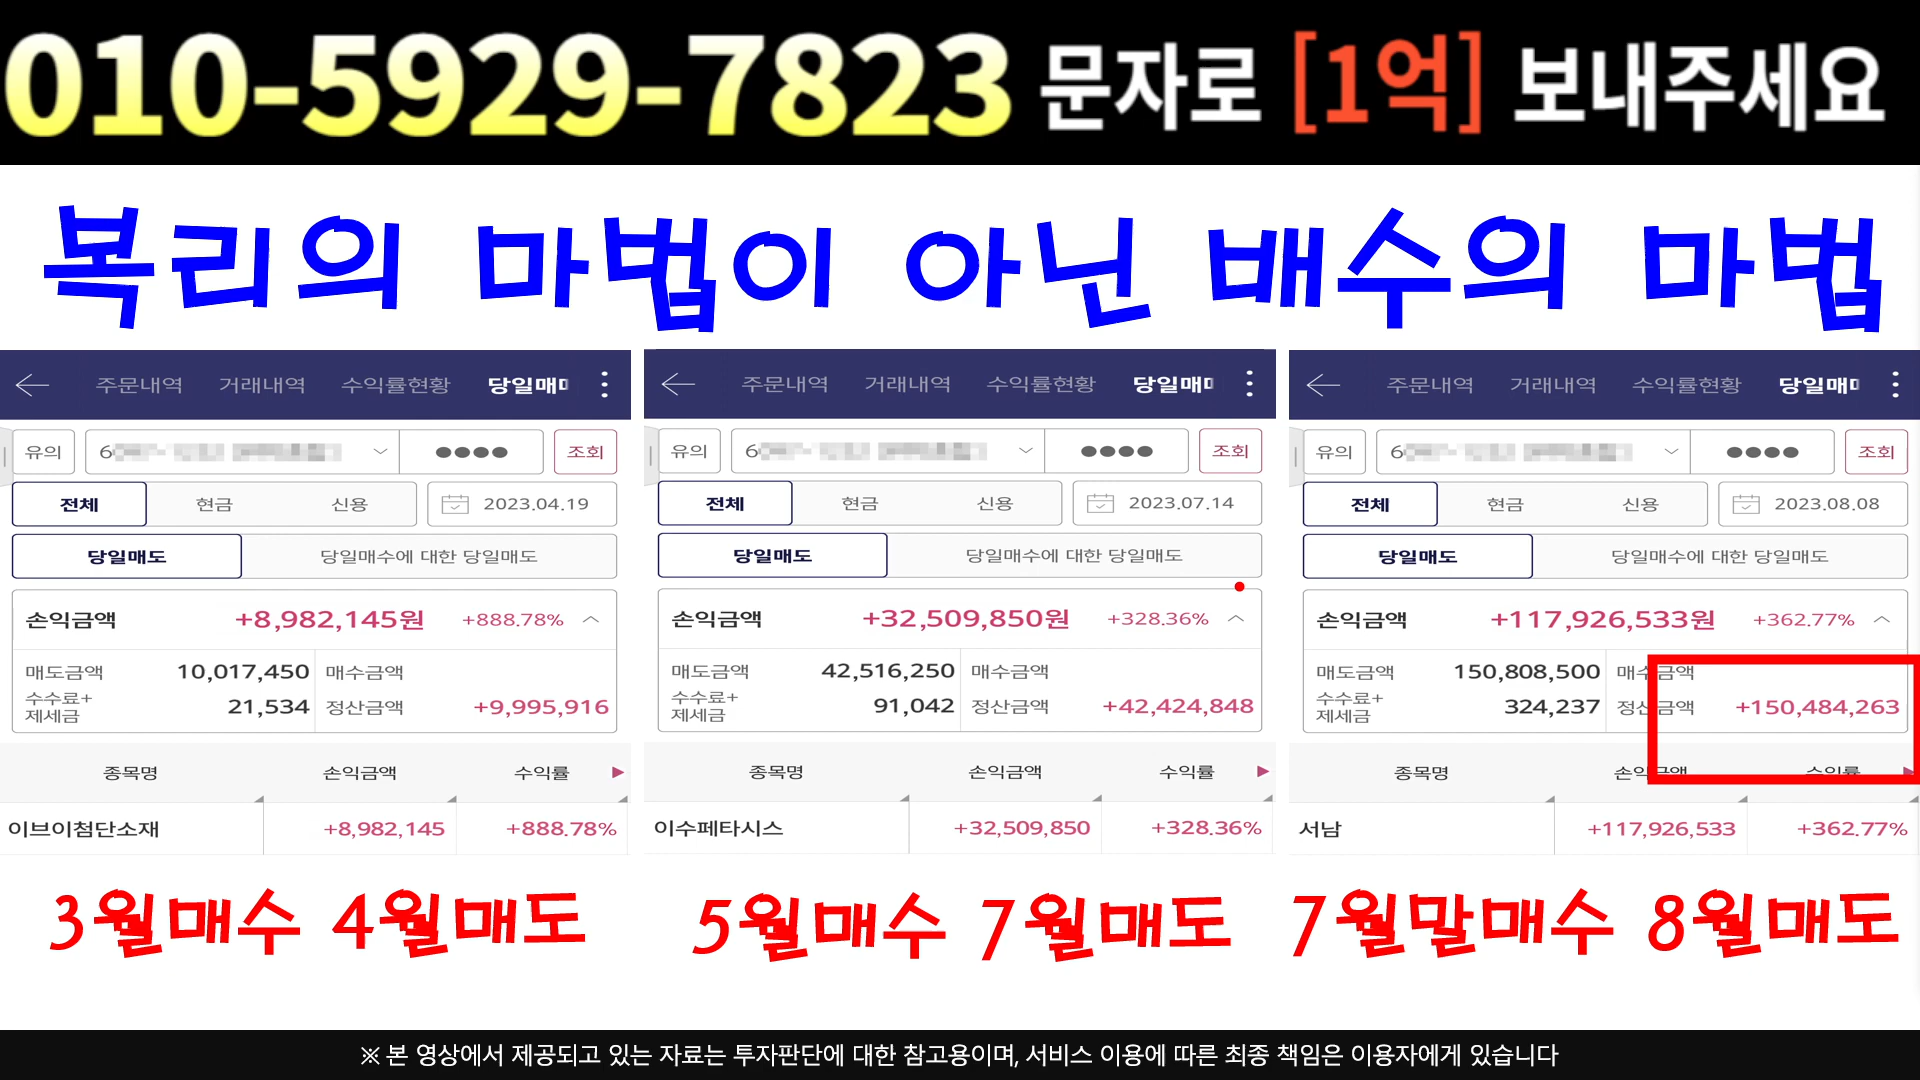 010-5929-7823 문자로 [1억] 보내주세요
복리의 마법이 아닌 배수의 마법
주문내역 거래내역 수익률현황 당일매
유의 6 ●●●● 조회
전체 현금 신용 2023.04.19
당일매도 당일매수에 대한 당일매도
손익금액 +8,982,145원 +888.78%
매도금액 10,017,450 매수금액
수수료+
제세금 21,534 정산금액 +9,995,916
종목명 손익금액 수익률
이브이첨단소재 +8,982,145 +888.78%
3월매수 4월매도
주문내역 거래내역 수익률현황 당일매
유의 6 ●●●● 조회
전체 현금 신용 2023.07.14
당일매도 당일매수에 대한 당일매도
손익금액 +32,509,850원 +328.36%
매도금액 42,516,250 매수금액
수수료+
제세금 91,042 정산금액 +42,424,848
종목명 손익금액 수익률
이수페타시스 +32,509,850 +328.36%
5월매수 7월매도
주문내역 거래내역 수익률현황 당일매
유의 6 ●●●● 조회
전체 현금 신용 2023.08.08
당일매도 당일매수에 대한 당일매도
손익금액 +117,926,533원 +362.77%
매도금액 150,808,500 매수금액
수수료+
제세금 324,237 정산금액 +150,484,263
종목명 손익금액 수익률
서남 +117,926,533 +362.77%
7월말매수 8월매도
※ 본 영상에서 제공되고 있는 자료는 투자판단에 대한 참고용이며, 서비스 이용에 따른 최종 책임은 이용자에게 있습니다